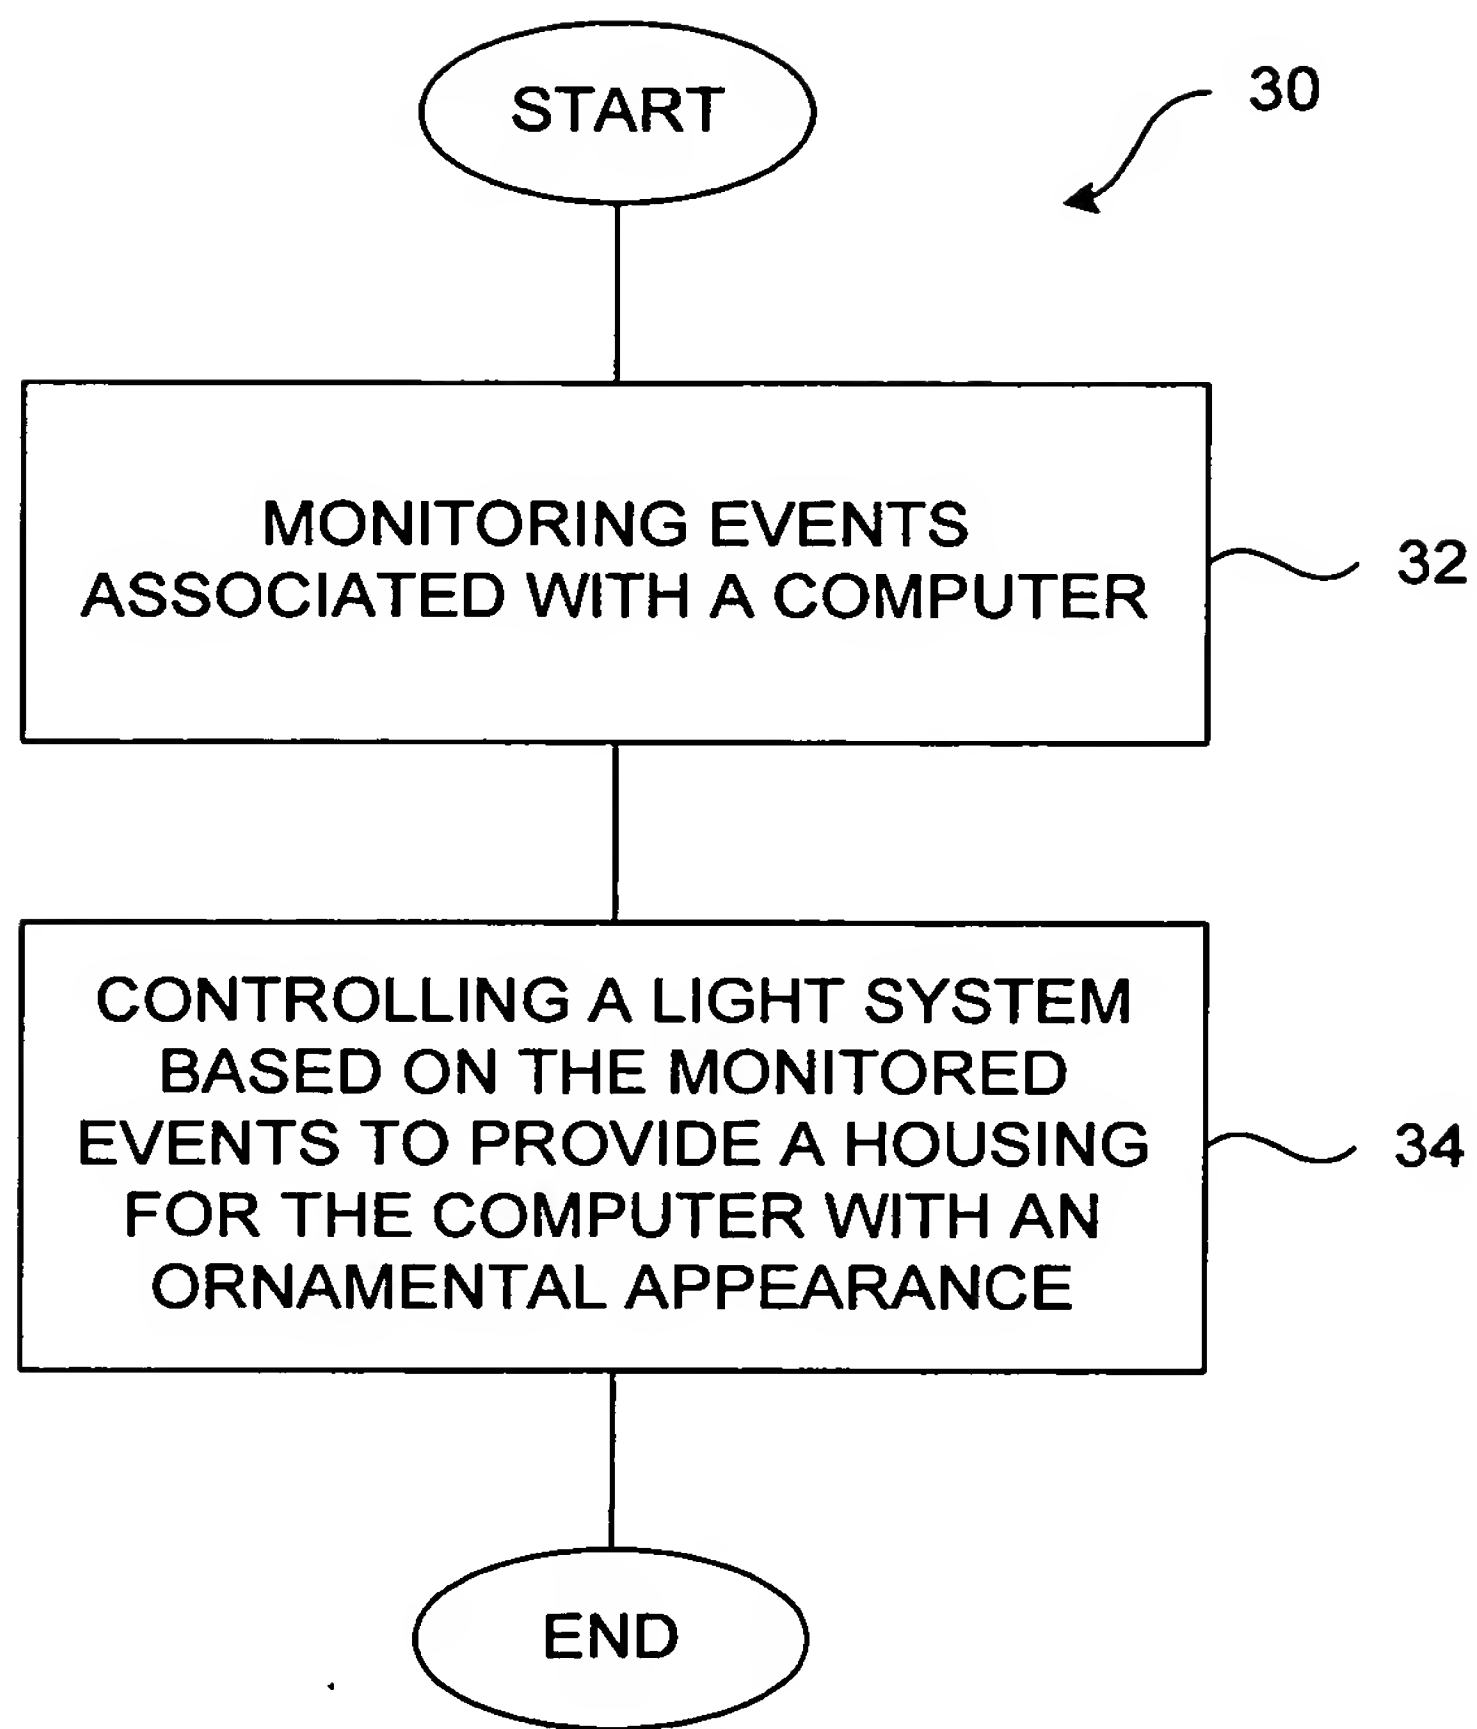 START
30
MONITORING EVENTS
ASSOCIATED WITH A COMPUTER
32
CONTROLLING A LIGHT SYSTEM
BASED ON THE MONITORED
EVENTS TO PROVIDE A HOUSING
FOR THE COMPUTER WITH AN
ORNAMENTAL APPEARANCE
34
END